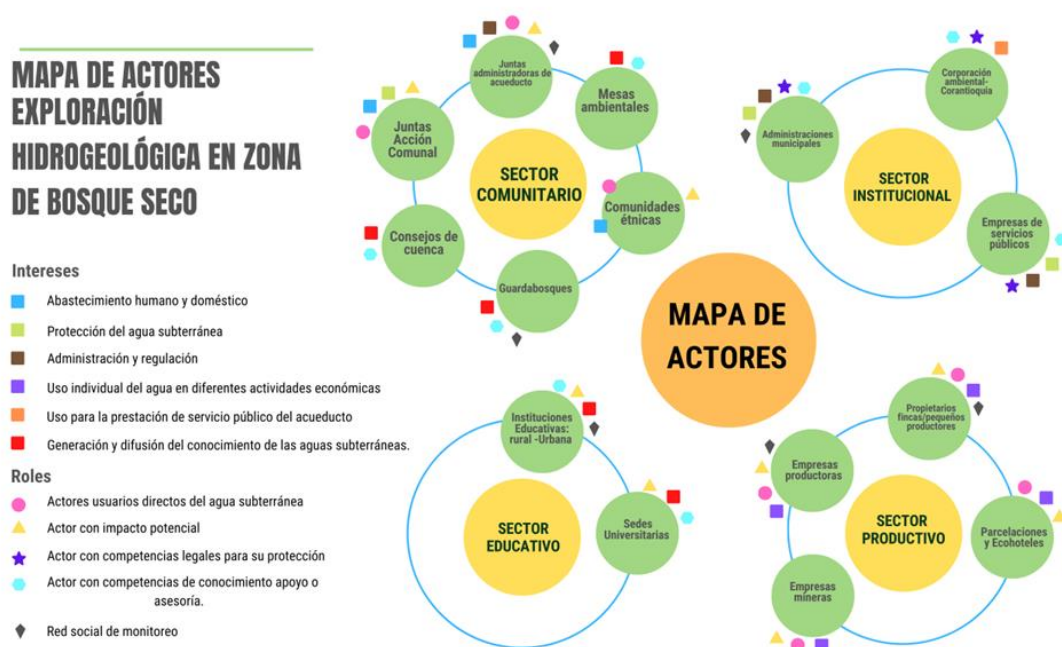 MAPA DE ACTORES
EXPLORACIÓN
HIDROGEOLÓGICA EN ZONA
DE BOSQUE SECO
Intereses
Abastecimiento humano y doméstico
Protección del agua subterránea
Administración y regulación
Uso individual del agua en diferentes actividades económicas
Uso para la prestación de servicio público del acueducto
Generación y difusión del conocimiento de las aguas subterráneas.
Roles
Actores usuarios directos del agua subterránea
Actor con impacto potencial
Actor con competencias legales para su protección
Actor con competencias de conocimiento apoyo o
asesoría.
Red social de monitoreo
Juntas
administradoras de
acueducto
Mesas
ambientales
Juntas
Acción
Comunal
SECTOR
COMUNITARIO
Comunidades
étnicas
Consejos de
cuenca
Guardabosques
Corporación
ambiental-
Corantioquia
Administraciones
municipales
SECTOR
INSTITUCIONAL
Empresas de
servicios
públicos
MAPA DE
ACTORES
Instituciones
Educativas:
rural -Urbana
SECTOR
EDUCATIVO
Sedes
Universitarias
Propietarios
fincas/pequeños
productores
Empresas
productoras
SECTOR
PRODUCTIVO
Parcelaciones
y Ecohoteles
Empresas
mineras